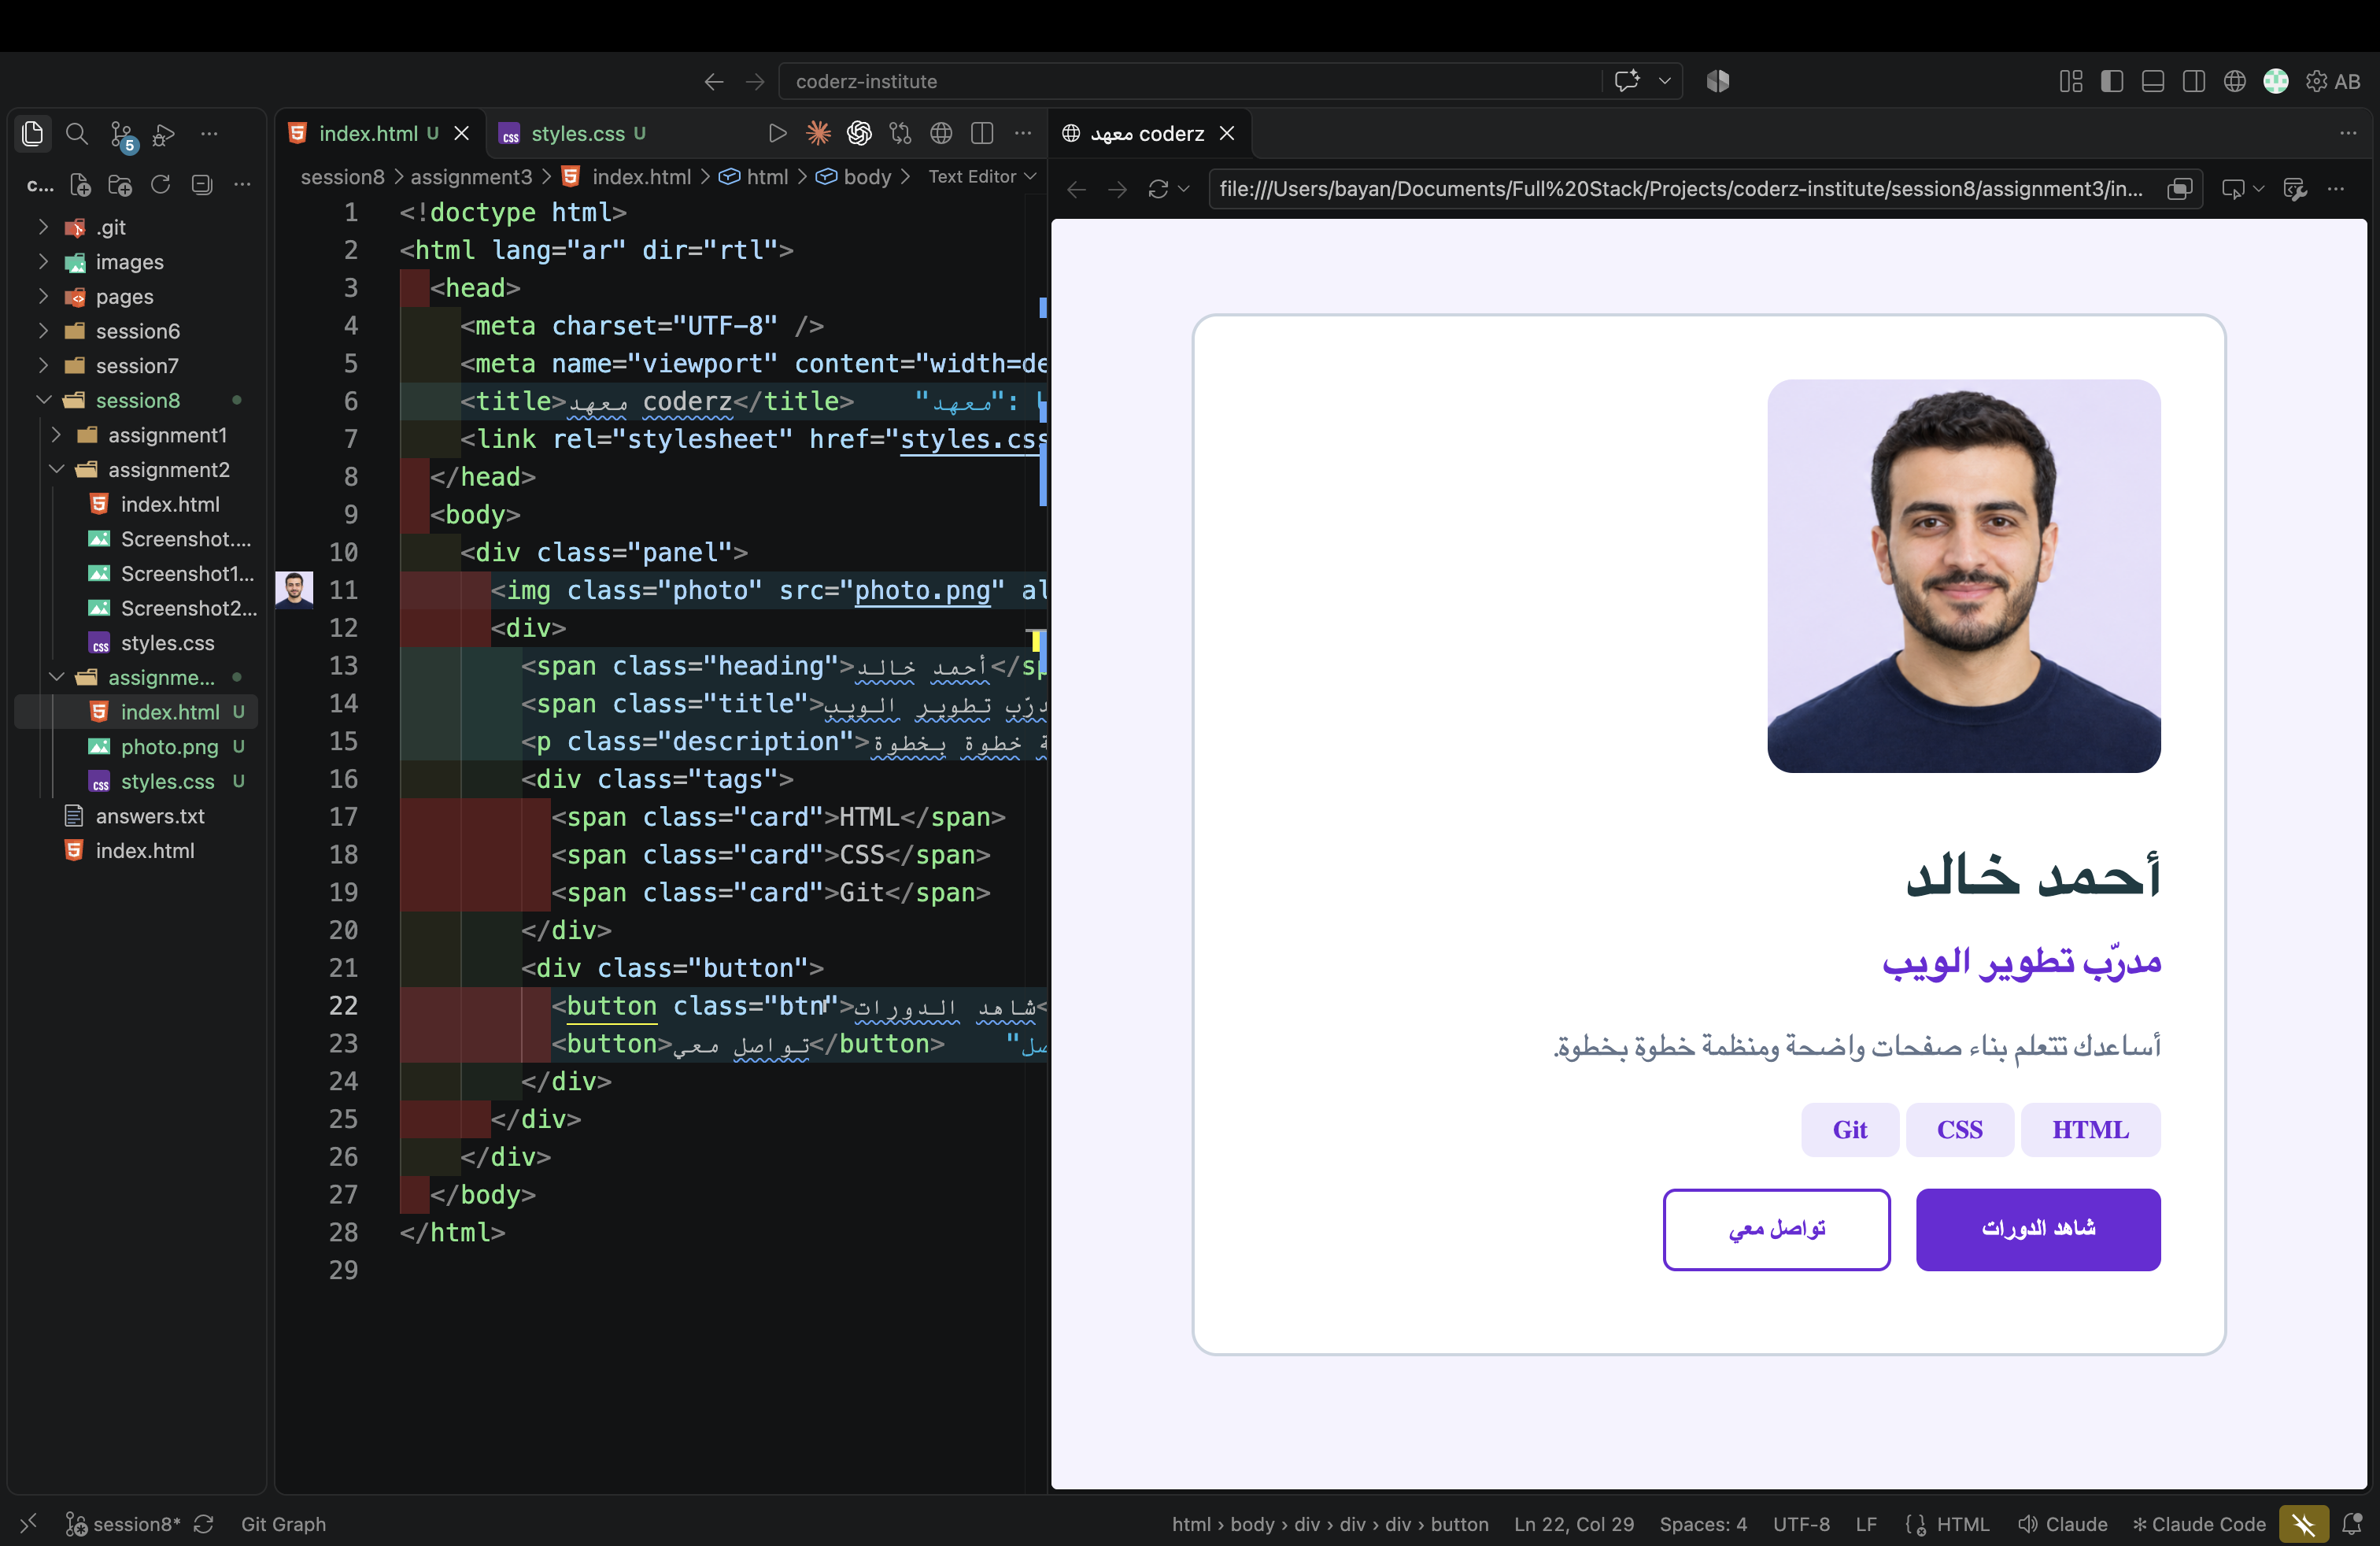 coderz-institute
AB
5
index.html U
styles.css U
معهد coderz
c...
session8 > assignment3 > index.html > html > body > Text Editor
file:///Users/bayan/Documents/Full%20Stack/Projects/coderz-institute/session8/assignment3/in...
.git
images
pages
session6
session7
session8
assignment1
assignment2
index.html
Screenshot....
Screenshot1...
Screenshot2...
styles.css
assignme...
index.html U
photo.png U
styles.css U
answers.txt
index.html
1 <!doctype html>
2 <html lang="ar" dir="rtl">
3 <head>
4 <meta charset="UTF-8" />
5 <meta name="viewport" content="width=de
6 <title>معهد coderz</title> "معهد":
7 <link rel="stylesheet" href="styles.css
8 </head>
9 <body>
10 <div class="panel">
11 <img class="photo" src="photo.png" al
12 <div>
13 <span class="heading">أحمد خالد</sp
14 <span class="title">درّب تطوير الويب
15 <p class="description">ة خطوة بخطوة
16 <div class="tags">
17 <span class="card">HTML</span>
18 <span class="card">CSS</span>
19 <span class="card">Git</span>
20 </div>
21 <div class="button">
22 <button class="btn">شاهد الدورات<
23 <button>تواصل معي</button> "صل
24 </div>
25 </div>
26 </div>
27 </body>
28 </html>
29
أحمد خالد
مدرّب تطوير الويب
أساعدك تتعلم بناء صفحات واضحة ومنظمة خطوة بخطوة.
HTML CSS Git
شاهد الدورات تواصل معي
session8* Git Graph
html > body > div > div > div > button Ln 22, Col 29 Spaces: 4 UTF-8 LF HTML Claude Claude Code